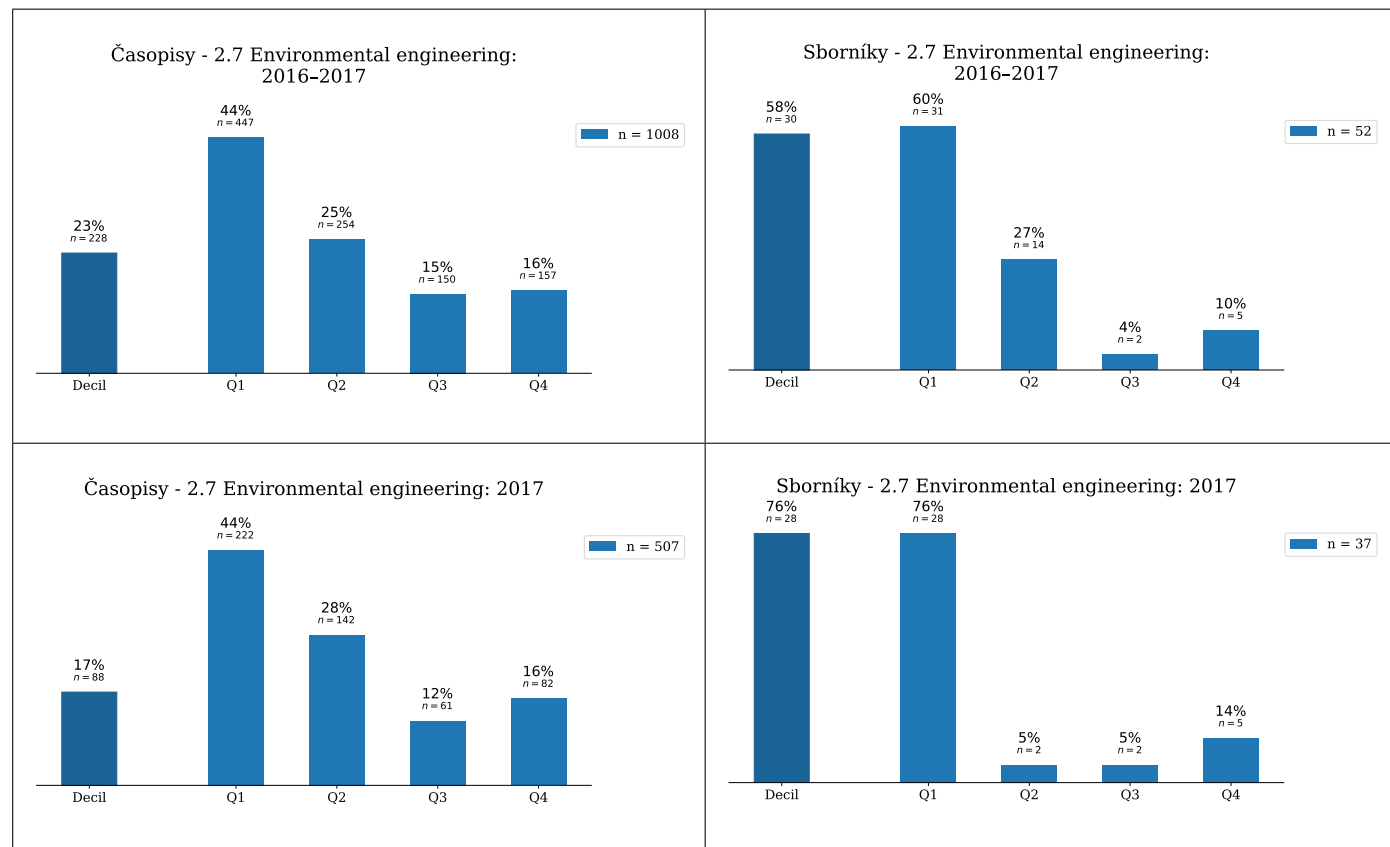 Časopisy - 2.7 Environmental engineering:
2016–2017
44%
n = 447
n = 1008
23%
n = 228
25%
n = 254
15%
n = 150
16%
n = 157
Decil Q1 Q2 Q3 Q4
Sborníky - 2.7 Environmental engineering:
2016–2017
58%
n = 30
60%
n = 31
n = 52
27%
n = 14
4%
n = 2
10%
n = 5
Decil Q1 Q2 Q3 Q4
Časopisy - 2.7 Environmental engineering: 2017
44%
n = 222
n = 507
17%
n = 88
28%
n = 142
12%
n = 61
16%
n = 82
Decil Q1 Q2 Q3 Q4
Sborníky - 2.7 Environmental engineering: 2017
76%
n = 28
76%
n = 28
n = 37
5%
n = 2
5%
n = 2
14%
n = 5
Decil Q1 Q2 Q3 Q4